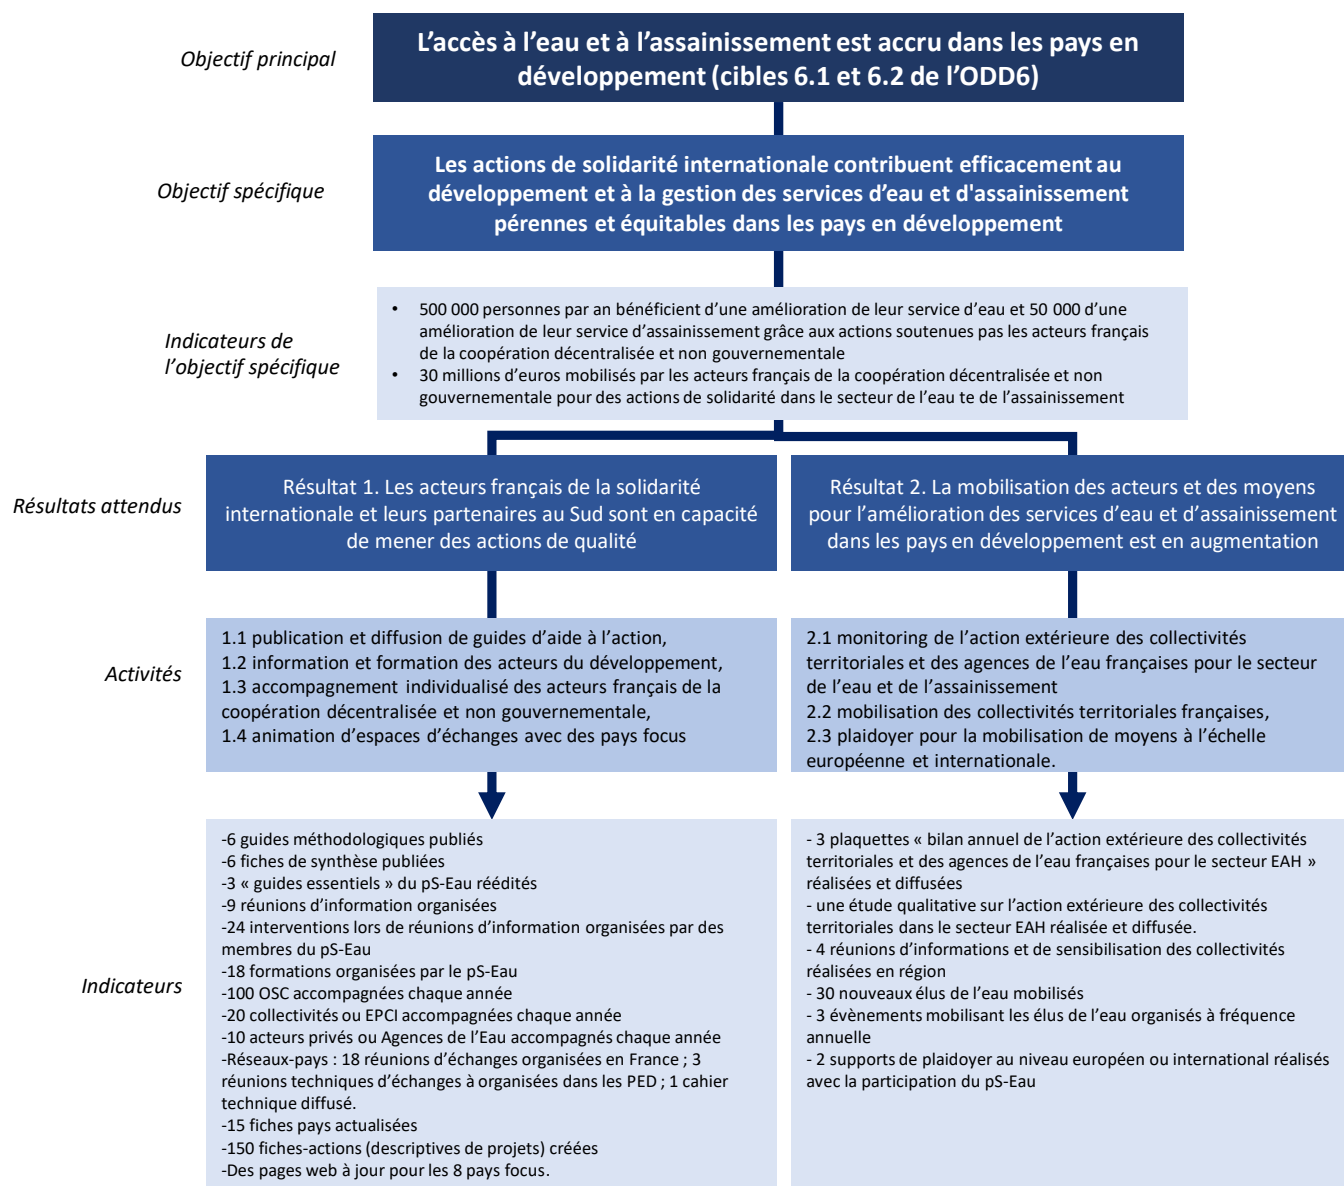 Objectif principal
L'accès à l'eau et à l'assainissement est accru dans les pays en
développement (cibles 6.1 et 6.2 de l'ODD6)
Objectif spécifique
Les actions de solidarité internationale contribuent efficacement au
développement et à la gestion des services d'eau et d'assainissement
pérennes et équitables dans les pays en développement
Indicateurs de
l'objectif spécifique
• 500 000 personnes par an bénéficient d'une amélioration de leur service d'eau et 50 000 d'une
amélioration de leur service d'assainissement grâce aux actions soutenues pas les acteurs français
de la coopération décentralisée et non gouvernementale
• 30 millions d'euros mobilisés par les acteurs français de la coopération décentralisée et non
gouvernementale pour des actions de solidarité dans le secteur de l'eau te de l'assainissement
Résultats attendus
Résultat 1. Les acteurs français de la solidarité
internationale et leurs partenaires au Sud sont en capacité
de mener des actions de qualité
Résultat 2. La mobilisation des acteurs et des moyens
pour l'amélioration des services d'eau et d'assainissement
dans les pays en développement est en augmentation
Activités
1.1 publication et diffusion de guides d'aide à l'action,
1.2 information et formation des acteurs du développement,
1.3 accompagnement individualisé des acteurs français de la
coopération décentralisée et non gouvernementale,
1.4 animation d'espaces d'échanges avec des pays focus
2.1 monitoring de l'action extérieure des collectivités
territoriales et des agences de l'eau françaises pour le secteur
de l'eau et de l'assainissement
2.2 mobilisation des collectivités territoriales françaises,
2.3 plaidoyer pour la mobilisation de moyens à l'échelle
européenne et internationale.
Indicateurs
-6 guides méthodologiques publiés
-6 fiches de synthèse publiées
-3 « guides essentiels » du pS-Eau réédités
-9 réunions d'information organisées
-24 interventions lors de réunions d'information organisées par des
membres du pS-Eau
-18 formations organisées par le pS-Eau
-100 OSC accompagnées chaque année
-20 collectivités ou EPCI accompagnées chaque année
-10 acteurs privés ou Agences de l'Eau accompagnés chaque année
-Réseaux-pays : 18 réunions d'échanges organisées en France ; 3
réunions techniques d'échanges à organisées dans les PED ; 1 cahier
technique diffusé.
-15 fiches pays actualisées
-150 fiches-actions (descriptives de projets) créées
-Des pages web à jour pour les 8 pays focus.
- 3 plaquettes « bilan annuel de l'action extérieure des collectivités
territoriales et des agences de l'eau françaises pour le secteur EAH »
réalisées et diffusées
- une étude qualitative sur l'action extérieure des collectivités
territoriales dans le secteur EAH réalisée et diffusée.
- 4 réunions d'informations et de sensibilisation des collectivités
réalisées en région
- 30 nouveaux élus de l'eau mobilisés
- 3 évènements mobilisant les élus de l'eau organisés à fréquence
annuelle
- 2 supports de plaidoyer au niveau européen ou international réalisés
avec la participation du pS-Eau